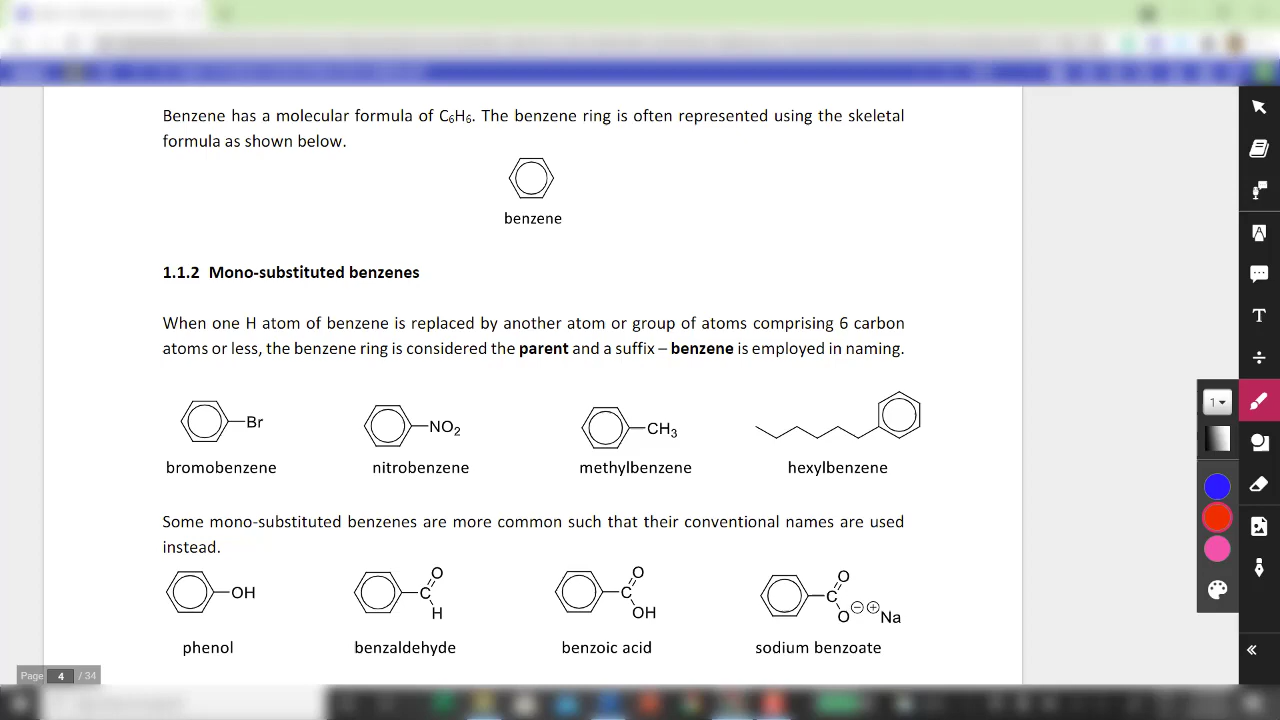 Benzene has a molecular formula of C₆H₆. The benzene ring is often represented using the skeletal
formula as shown below.
benzene
1.1.2 Mono-substituted benzenes
When one H atom of benzene is replaced by another atom or group of atoms comprising 6 carbon
atoms or less, the benzene ring is considered the parent and a suffix – benzene is employed in naming.
Br
NO₂
CH₃
bromobenzene nitrobenzene methylbenzene hexylbenzene
Some mono-substituted benzenes are more common such that their conventional names are used
instead.
OH
O
C
H
O
C
OH
O
C
O⊖ ⊕Na
phenol benzaldehyde benzoic acid sodium benzoate
Page 4 / 34
T
1